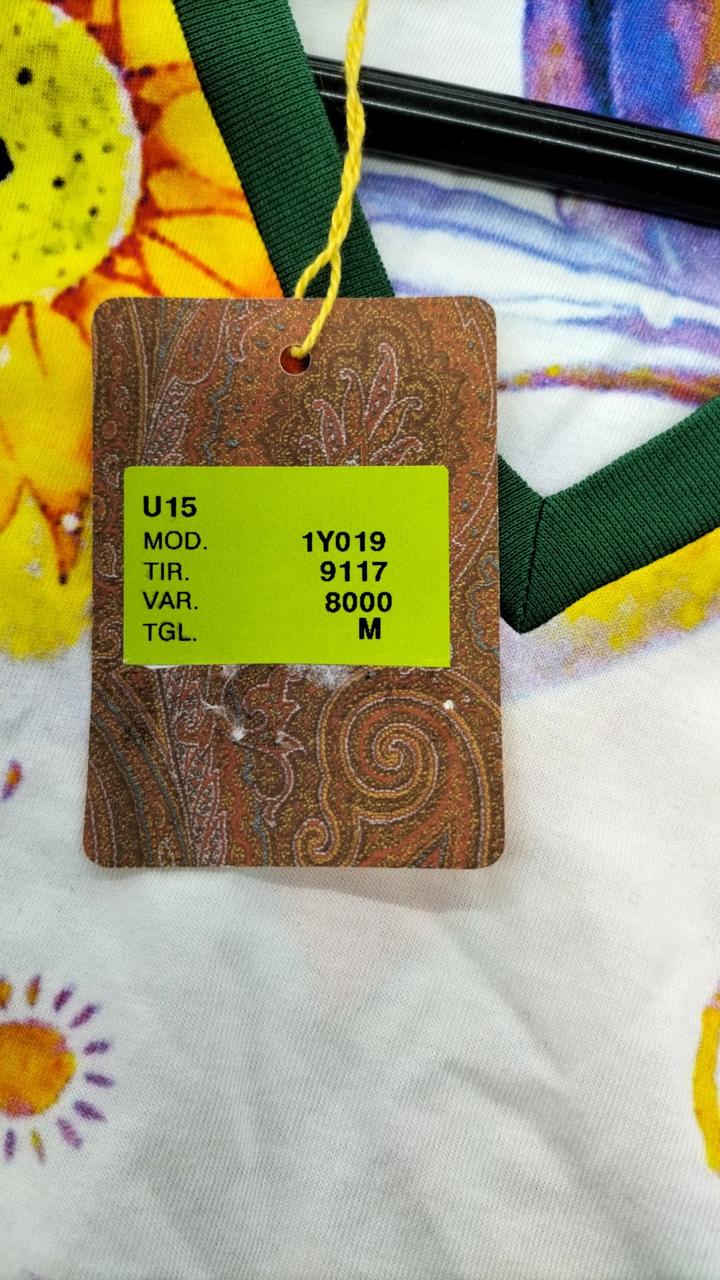 U15
MOD. 1Y019
TIR. 9117
VAR. 8000
TGL. M